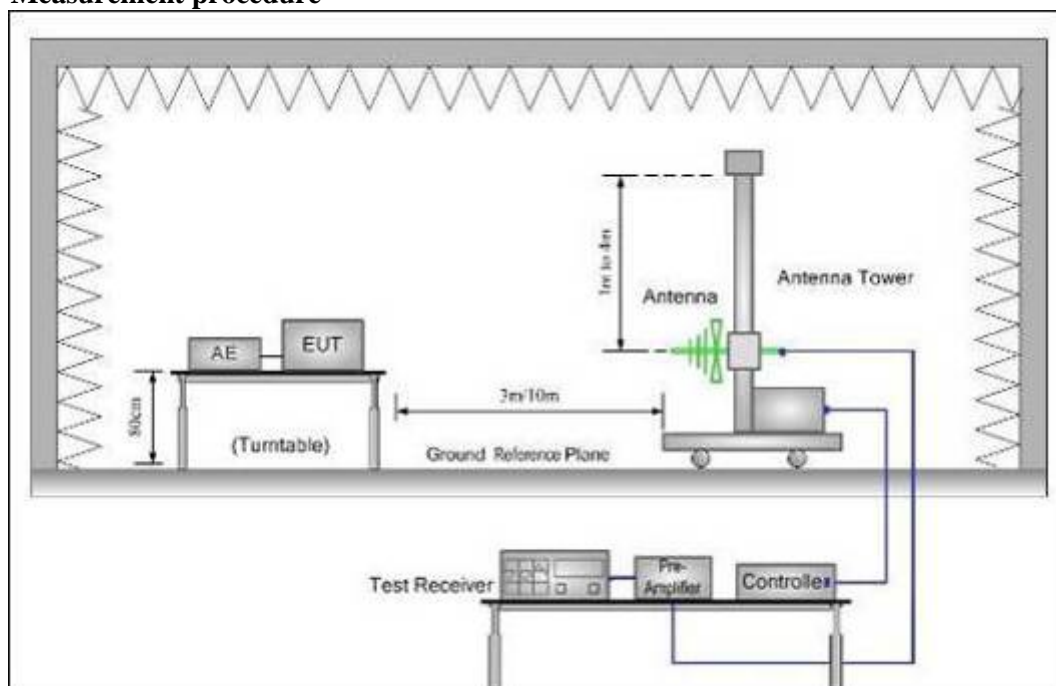 Measurement procedure
1m to 4m
Antenna
Antenna Tower
AE
EUT
80cm
3m/10m
(Turntable)
Ground Reference Plane
Test Receiver
Pre-
Amplifier
Controller